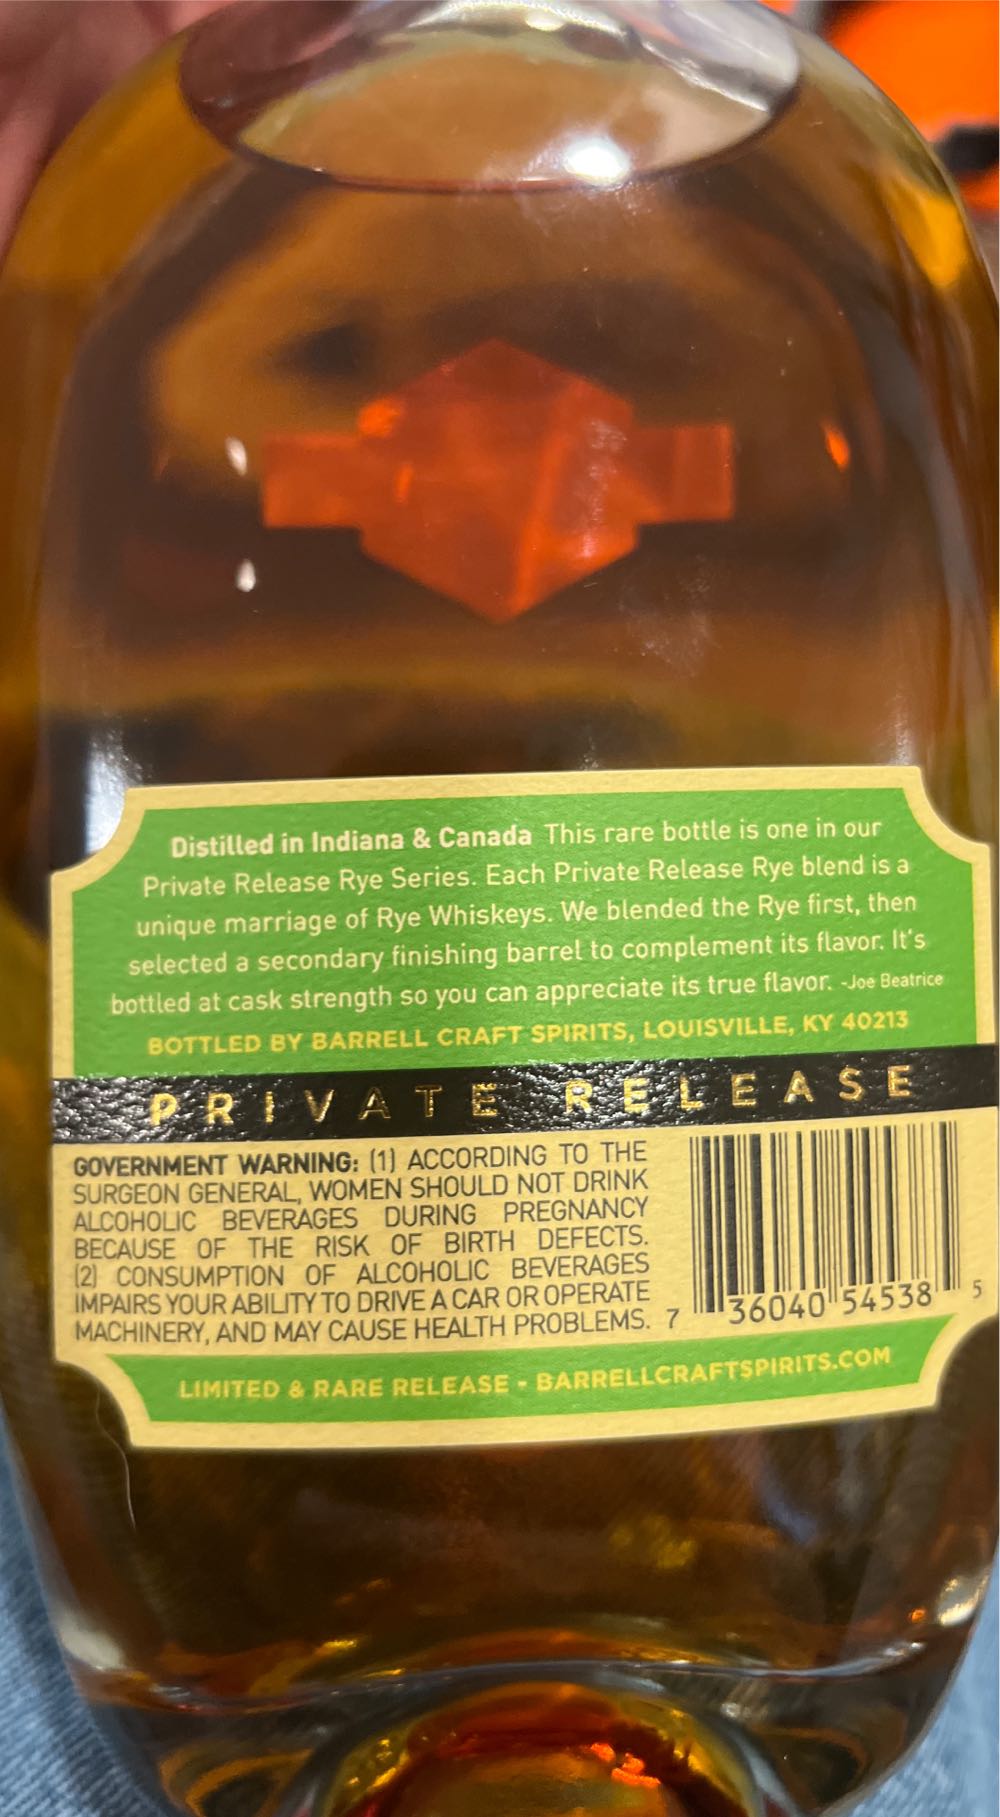 Distilled in Indiana & Canada This rare bottle is one in our
Private Release Rye Series. Each Private Release Rye blend is a
unique marriage of Rye Whiskeys. We blended the Rye first, then
selected a secondary finishing barrel to complement its flavor. It's
bottled at cask strength so you can appreciate its true flavor. -Joe Beatrice
BOTTLED BY BARRELL CRAFT SPIRITS, LOUISVILLE, KY 40213
PRIVATE RELEASE
GOVERNMENT WARNING: (1) ACCORDING TO THE
SURGEON GENERAL, WOMEN SHOULD NOT DRINK
ALCOHOLIC BEVERAGES DURING PREGNANCY
BECAUSE OF THE RISK OF BIRTH DEFECTS.
(2) CONSUMPTION OF ALCOHOLIC BEVERAGES
IMPAIRS YOUR ABILITY TO DRIVE A CAR OR OPERATE
MACHINERY, AND MAY CAUSE HEALTH PROBLEMS.
7 36040 54538 5
LIMITED & RARE RELEASE - BARRELLCRAFTSPIRITS.COM